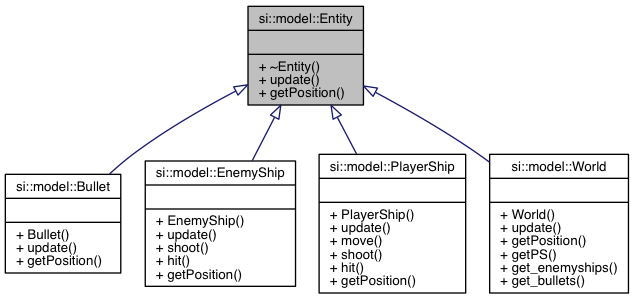 si::model::Entity
+ ~Entity()
+ update()
+ getPosition()
si::model::Bullet
+ Bullet()
+ update()
+ getPosition()
si::model::EnemyShip
+ EnemyShip()
+ update()
+ shoot()
+ hit()
+ getPosition()
si::model::PlayerShip
+ PlayerShip()
+ update()
+ move()
+ shoot()
+ hit()
+ getPosition()
si::model::World
+ World()
+ update()
+ getPosition()
+ getPS()
+ get_enemyships()
+ get_bullets()